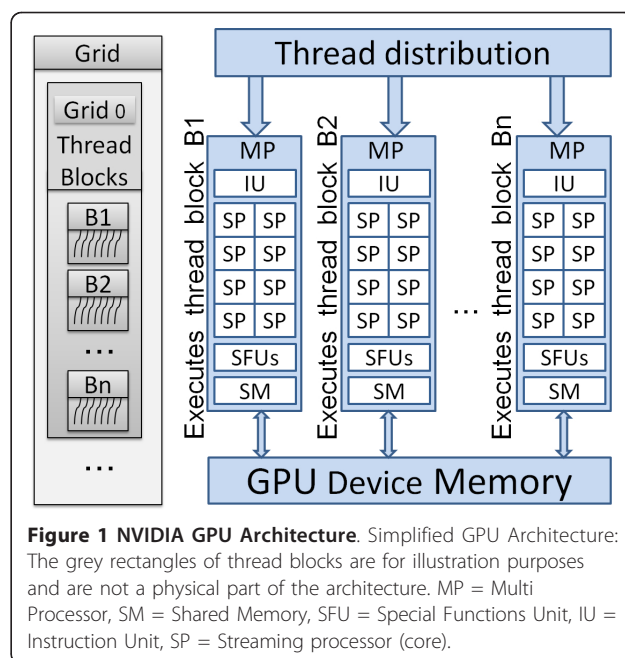 Grid
Grid 0
Thread
Blocks
B1
B2
...
Bn
...
Thread distribution
Executes thread block B1
MP
IU
SP SP
SP SP
SP SP
SP SP
SFUs
SM
Executes thread block B2
MP
IU
SP SP
SP SP
SP SP
SP SP
SFUs
SM
...
Executes thread block Bn
MP
IU
SP SP
SP SP
SP SP
SP SP
SFUs
SM
GPU Device Memory
Figure 1 NVIDIA GPU Architecture. Simplified GPU Architecture:
The grey rectangles of thread blocks are for illustration purposes
and are not a physical part of the architecture. MP = Multi
Processor, SM = Shared Memory, SFU = Special Functions Unit, IU =
Instruction Unit, SP = Streaming processor (core).